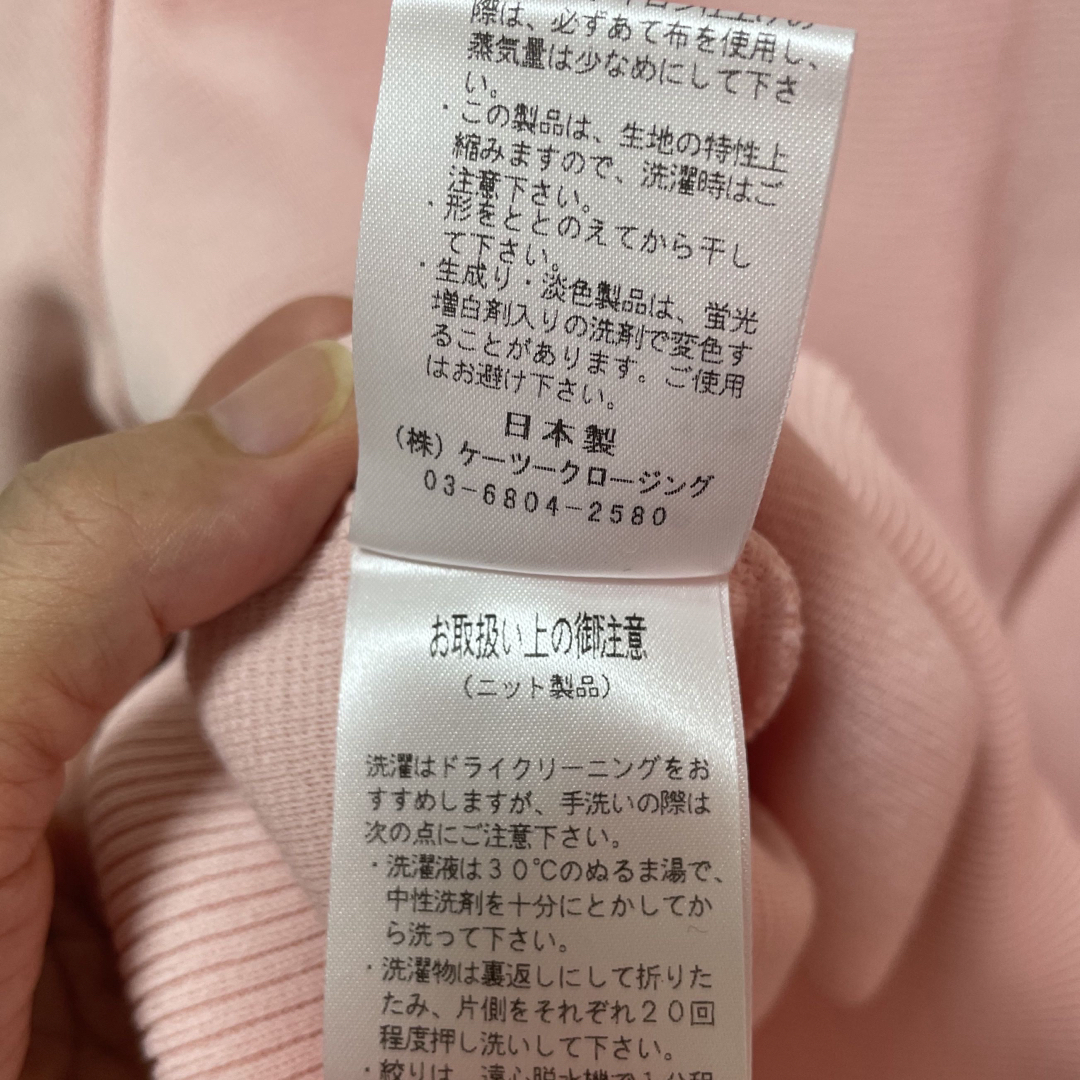 際は、必ずあて布を使用し、
蒸気量は少なめにして下さ
い。
・この製品は、生地の特性上
縮みますので、洗濯時はご
注意下さい。
・形をととのえてから干し
て下さい。
・生成り・淡色製品は、蛍光
増白剤入りの洗剤で変色す
ることがあります。ご使用
はお避け下さい。
日本製
(株)ケーツークロージング
03-6804-2580
お取扱い上の御注意
(ニット製品)
洗濯はドライクリーニングをお
すすめしますが、手洗いの際は
次の点にご注意下さい。
・洗濯液は30℃のぬるま湯で、
中性洗剤を十分にとかしてか
ら洗って下さい。
・洗濯物は裏返しにして折りた
たみ、片側をそれぞれ20回
程度押し洗いして下さい。
・絞りは、遠心脱水機で1分程